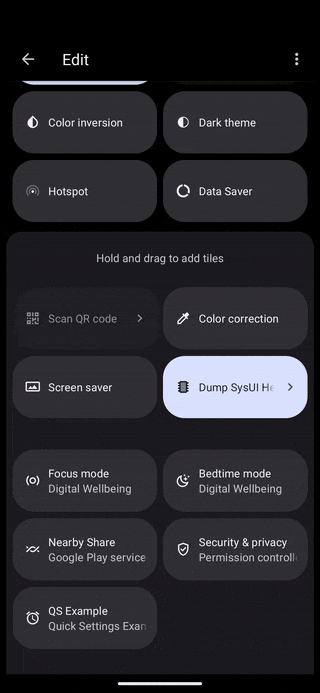 Edit
Color inversion
Dark theme
Hotspot
Data Saver
Hold and drag to add tiles
Scan QR code
Color correction
Screen saver
Dump SysUI He
Focus mode
Digital Wellbeing
Bedtime mode
Digital Wellbeing
Nearby Share
Google Play service
Security & privacy
Permission controll
QS Example
Quick Settings Exan